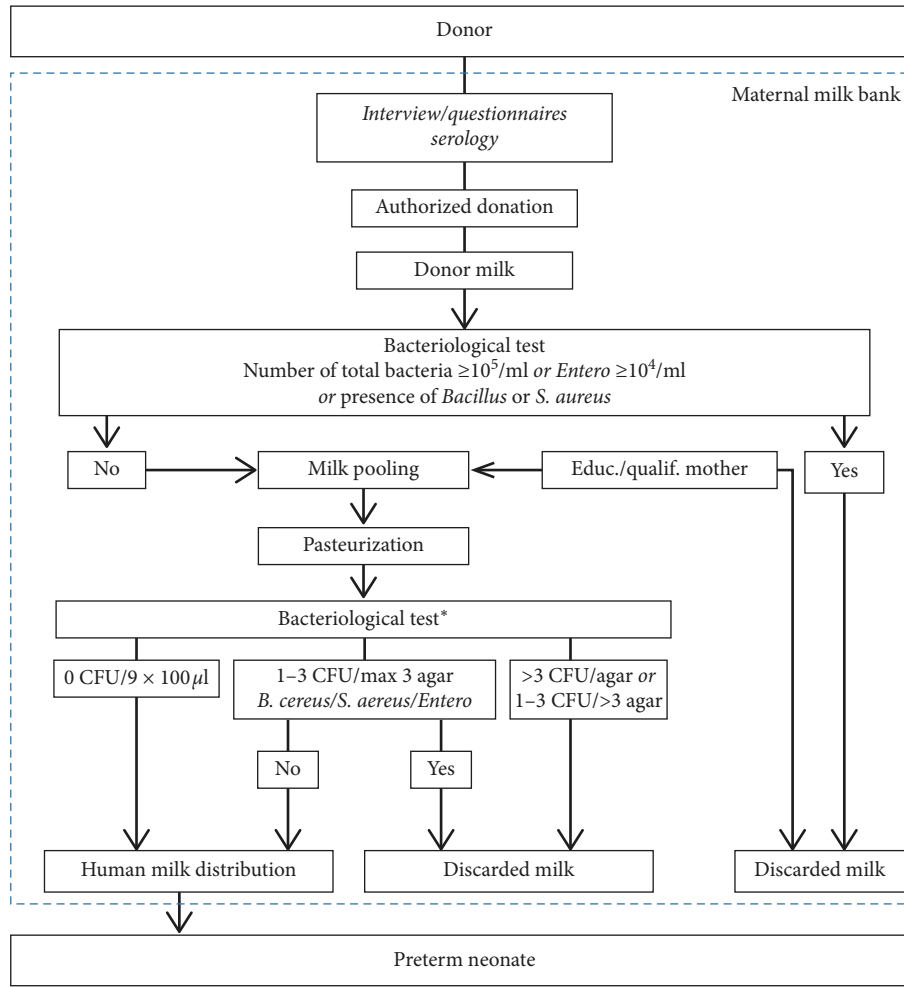 Donor
Maternal milk bank
Interview/questionnaires
serology
Authorized donation
Donor milk
Bacteriological test
Number of total bacteria ≥10⁵/ml or Entero ≥10⁴/ml
or presence of Bacillus or S. aureus
No
Milk pooling
Educ./qualif. mother
Yes
Pasteurization
Bacteriological test*
0 CFU/9 × 100 μl
1–3 CFU/max 3 agar
B. cereus/S. aereus/Entero
>3 CFU/agar or
1–3 CFU/>3 agar
No
Yes
Human milk distribution
Discarded milk
Discarded milk
Preterm neonate